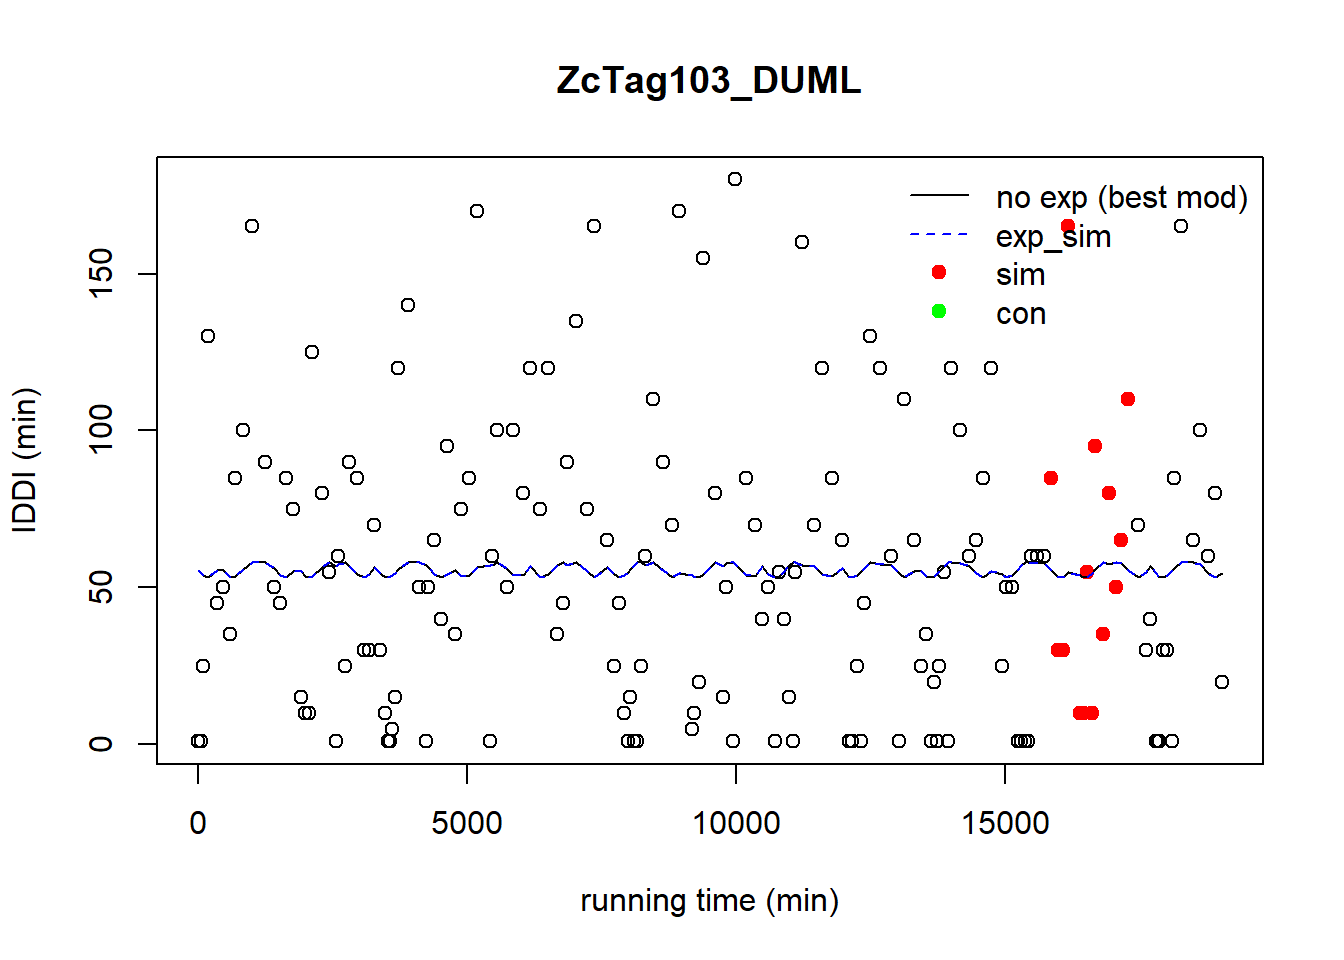 ZcTag103_DUML
no exp (best mod)
exp_sim
sim
con
150
100
50
0
IDDI (min)
0 5000 10000 15000
running time (min)